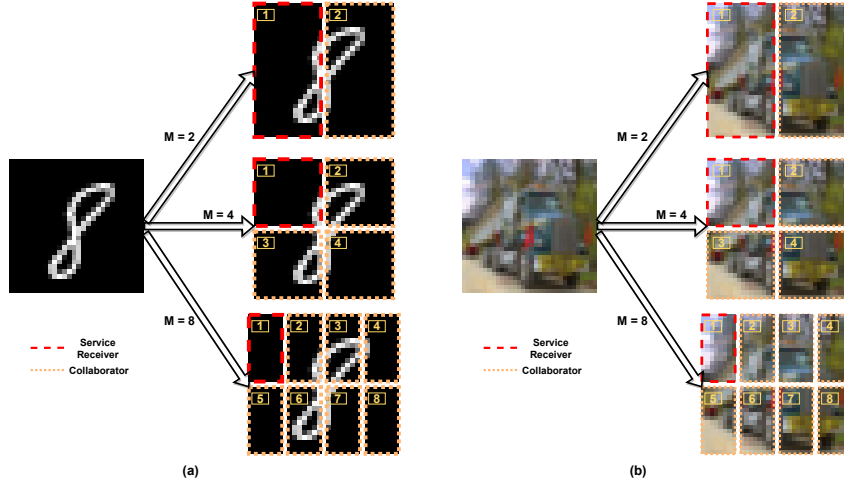 1 2
M = 2
1 2
M = 4
3 4
M = 8
1 2 3 4
5 6 7 8
Service
Receiver
Collaborator
(a)
1 2
M = 2
1 2
M = 4
3 4
M = 8
1 2 3 4
5 6 7 8
Service
Receiver
Collaborator
(b)